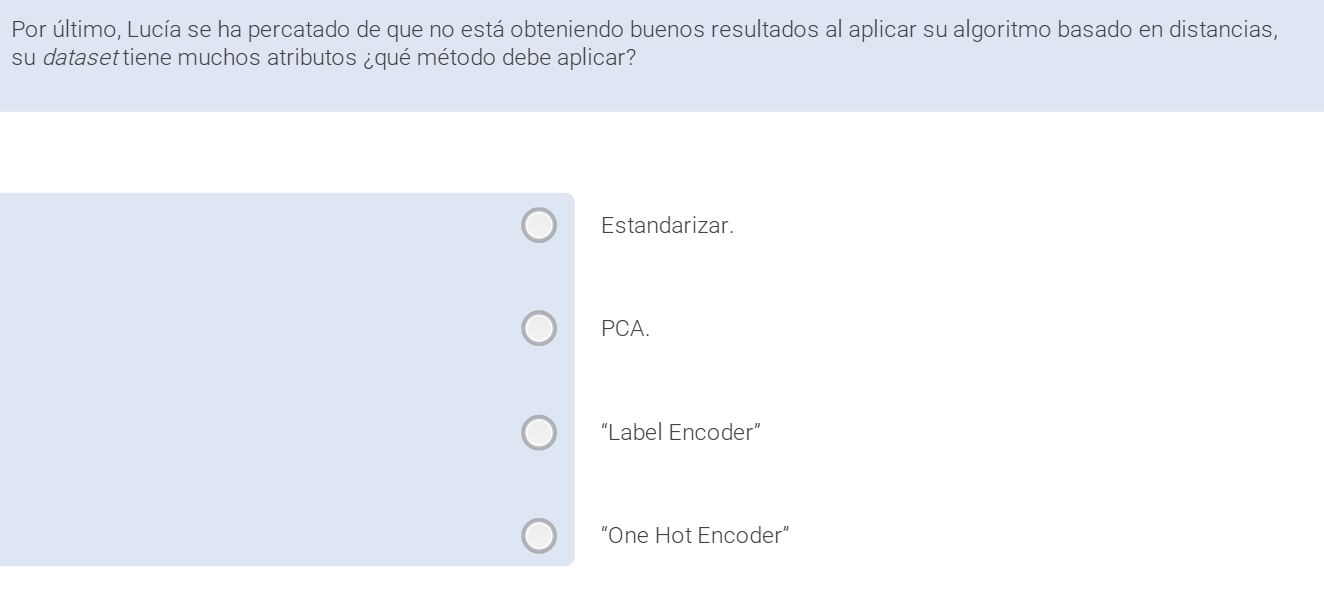 Por último, Lucía se ha percatado de que no está obteniendo buenos resultados al aplicar su algoritmo basado en distancias,
su dataset tiene muchos atributos ¿qué método debe aplicar?
Estandarizar.
PCA.
“Label Encoder”
“One Hot Encoder”